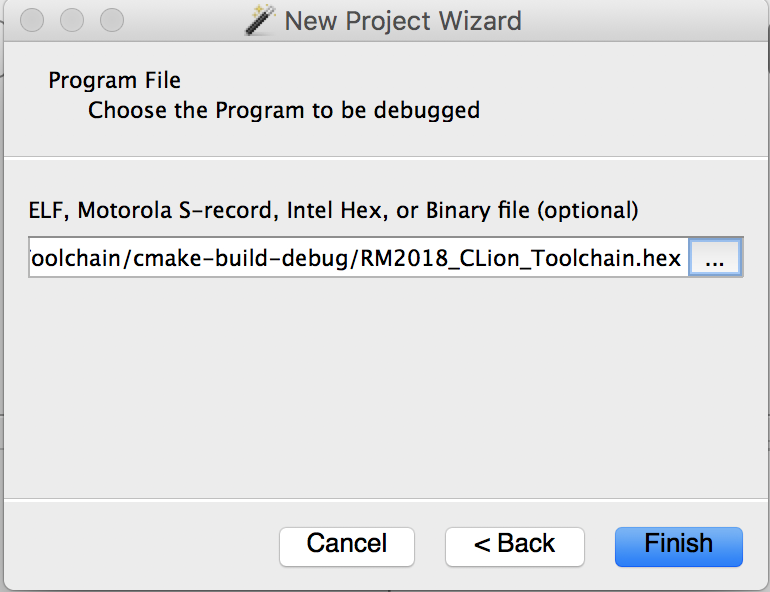 New Project Wizard
Program File
Choose the Program to be debugged
ELF, Motorola S-record, Intel Hex, or Binary file (optional)
oolchain/cmake-build-debug/RM2018_CLion_Toolchain.hex ...
Cancel < Back Finish